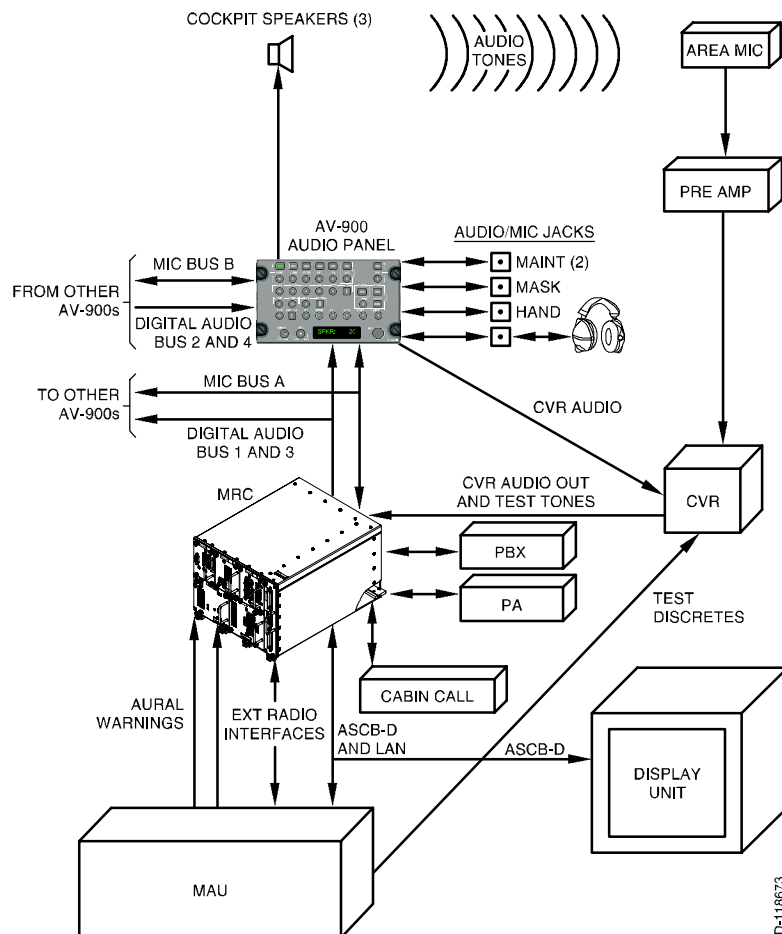 COCKPIT SPEAKERS (3)
AUDIO
TONES
AREA MIC
PRE AMP
AV-900
AUDIO PANEL
AUDIO/MIC JACKS
MIC BUS B
MAINT (2)
MASK
HAND
FROM OTHER
AV-900s
DIGITAL AUDIO
BUS 2 AND 4
SPKR: 20
MIC BUS A
TO OTHER
AV-900s
DIGITAL AUDIO
BUS 1 AND 3
CVR AUDIO
MRC
CVR AUDIO OUT
AND TEST TONES
CVR
PBX
PA
TEST
DISCRETES
CABIN CALL
AURAL
WARNINGS
EXT RADIO
INTERFACES
ASCB-D
AND LAN
ASCB-D
DISPLAY
UNIT
MAU
D-118673